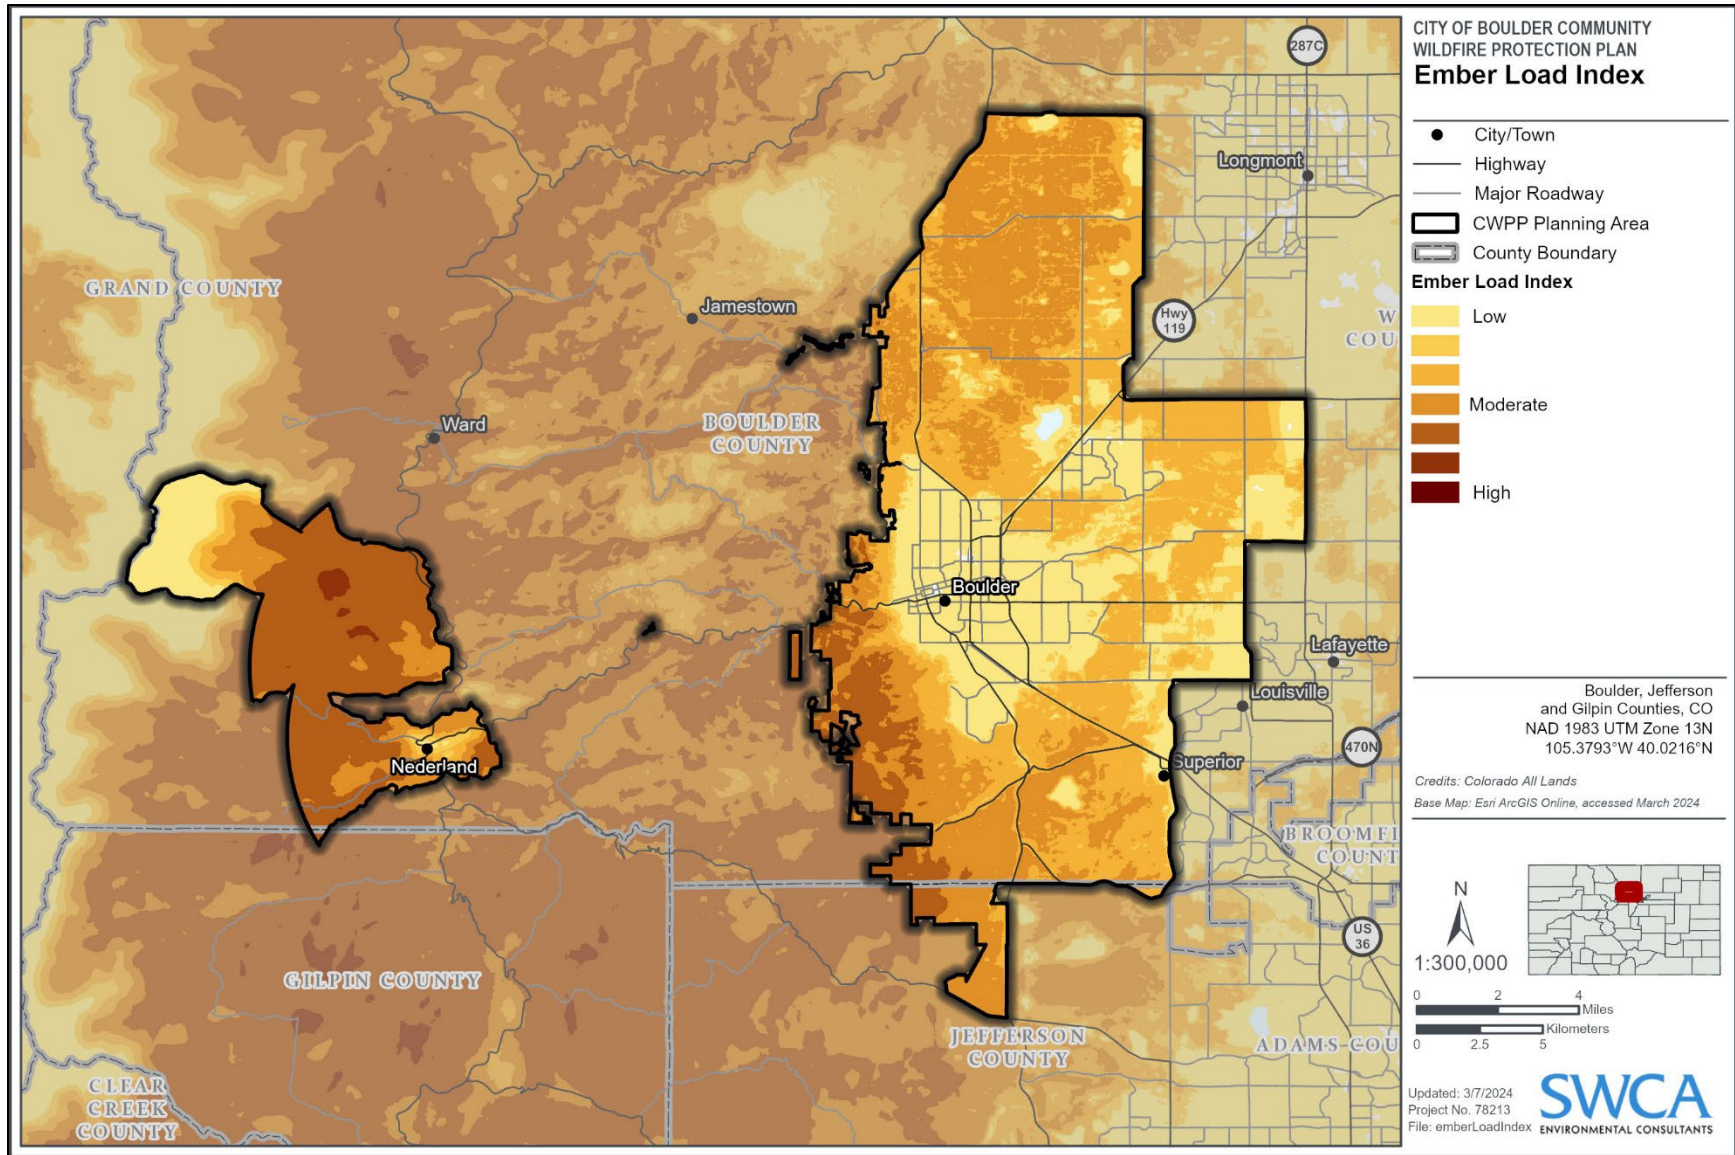 CITY OF BOULDER COMMUNITY
WILDFIRE PROTECTION PLAN
Ember Load Index
City/Town
Highway
Major Roadway
CWPP Planning Area
County Boundary
Ember Load Index
Low
Moderate
High
Boulder, Jefferson
and Gilpin Counties, CO
NAD 1983 UTM Zone 13N
105.3793°W 40.0216°N
Credits: Colorado All Lands
Base Map: Esri ArcGIS Online, accessed March 2024
N
1:300,000
0 2 4
Miles
Kilometers
0 2.5 5
Updated: 3/7/2024
Project No. 78213
File: emberLoadIndex
SWCA
ENVIRONMENTAL CONSULTANTS
287C
Longmont
GRAND COUNTY
Jamestown
Hwy
119
W
COU
Ward
BOULDER
COUNTY
Boulder
Lafayette
Louisville
470N
Nederland
Superior
BROOMFI
COUNT
US
36
GILPIN COUNTY
JEFFERSON
COUNTY
ADAMS COU
CLEAR
CREEK
COUNTY